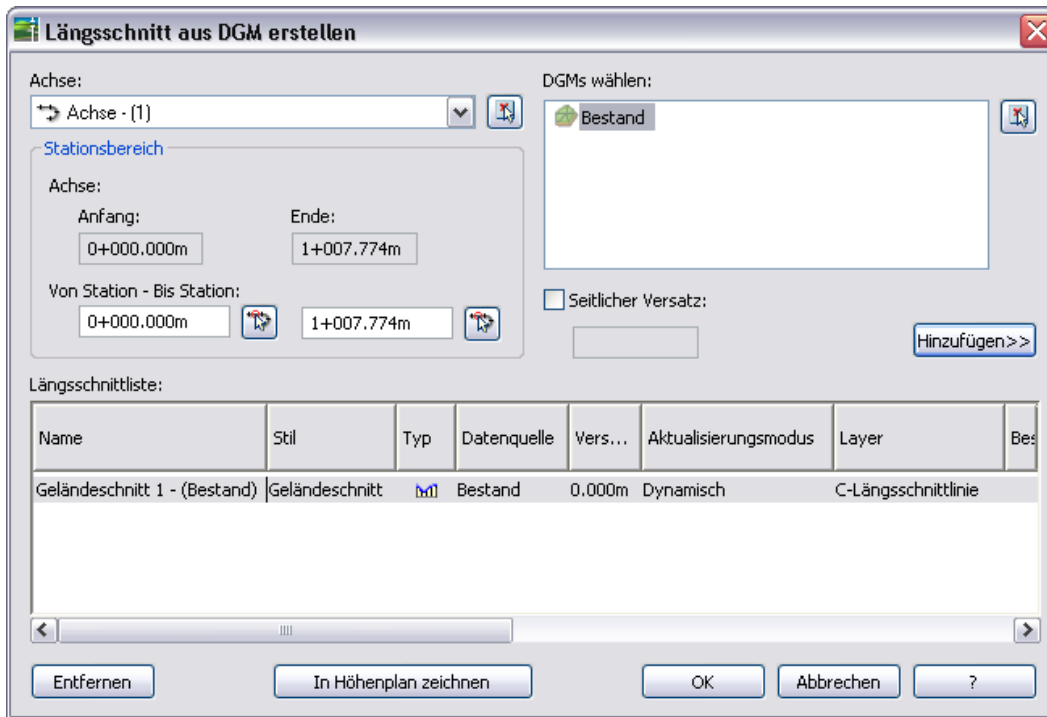 Längsschnitt aus DGM erstellen
Achse:
Achse - (1)
DGMs wählen:
Bestand
Stationsbereich
Achse:
Anfang:
Ende:
0+000.000m
1+007.774m
Von Station - Bis Station:
0+000.000m
1+007.774m
Seitlicher Versatz:
Hinzufügen>>
Längsschnittliste:
Name Stil Typ Datenquelle Vers... Aktualisierungsmodus Layer Bes
Geländeschnitt 1 - (Bestand) Geländeschnitt Bestand 0.000m Dynamisch C-Längsschnittlinie
Entfernen In Höhenplan zeichnen OK Abbrechen ?